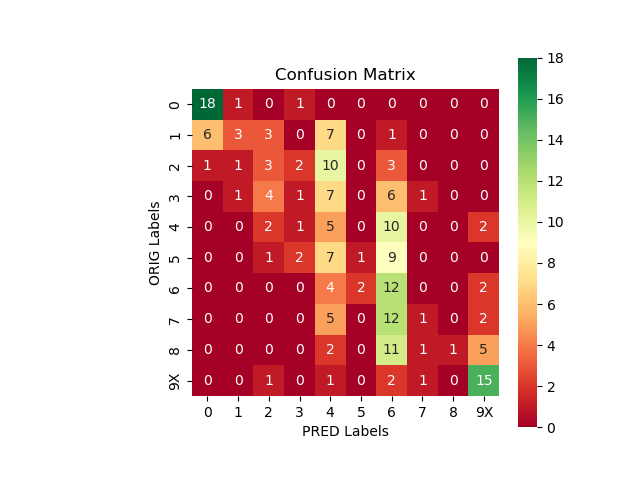 Confusion Matrix
ORIG Labels
0 18 1 0 1 0 0 0 0 0 0
1 6 3 3 0 7 0 1 0 0 0
2 1 1 3 2 10 0 3 0 0 0
3 0 1 4 1 7 0 6 1 0 0
4 0 0 2 1 5 0 10 0 0 2
5 0 0 1 2 7 1 9 0 0 0
6 0 0 0 0 4 2 12 0 0 2
7 0 0 0 0 5 0 12 1 0 2
8 0 0 0 0 2 0 11 1 1 5
9X 0 0 1 0 1 0 2 1 0 15
0 1 2 3 4 5 6 7 8 9X
PRED Labels
18
16
14
12
10
8
6
4
2
0